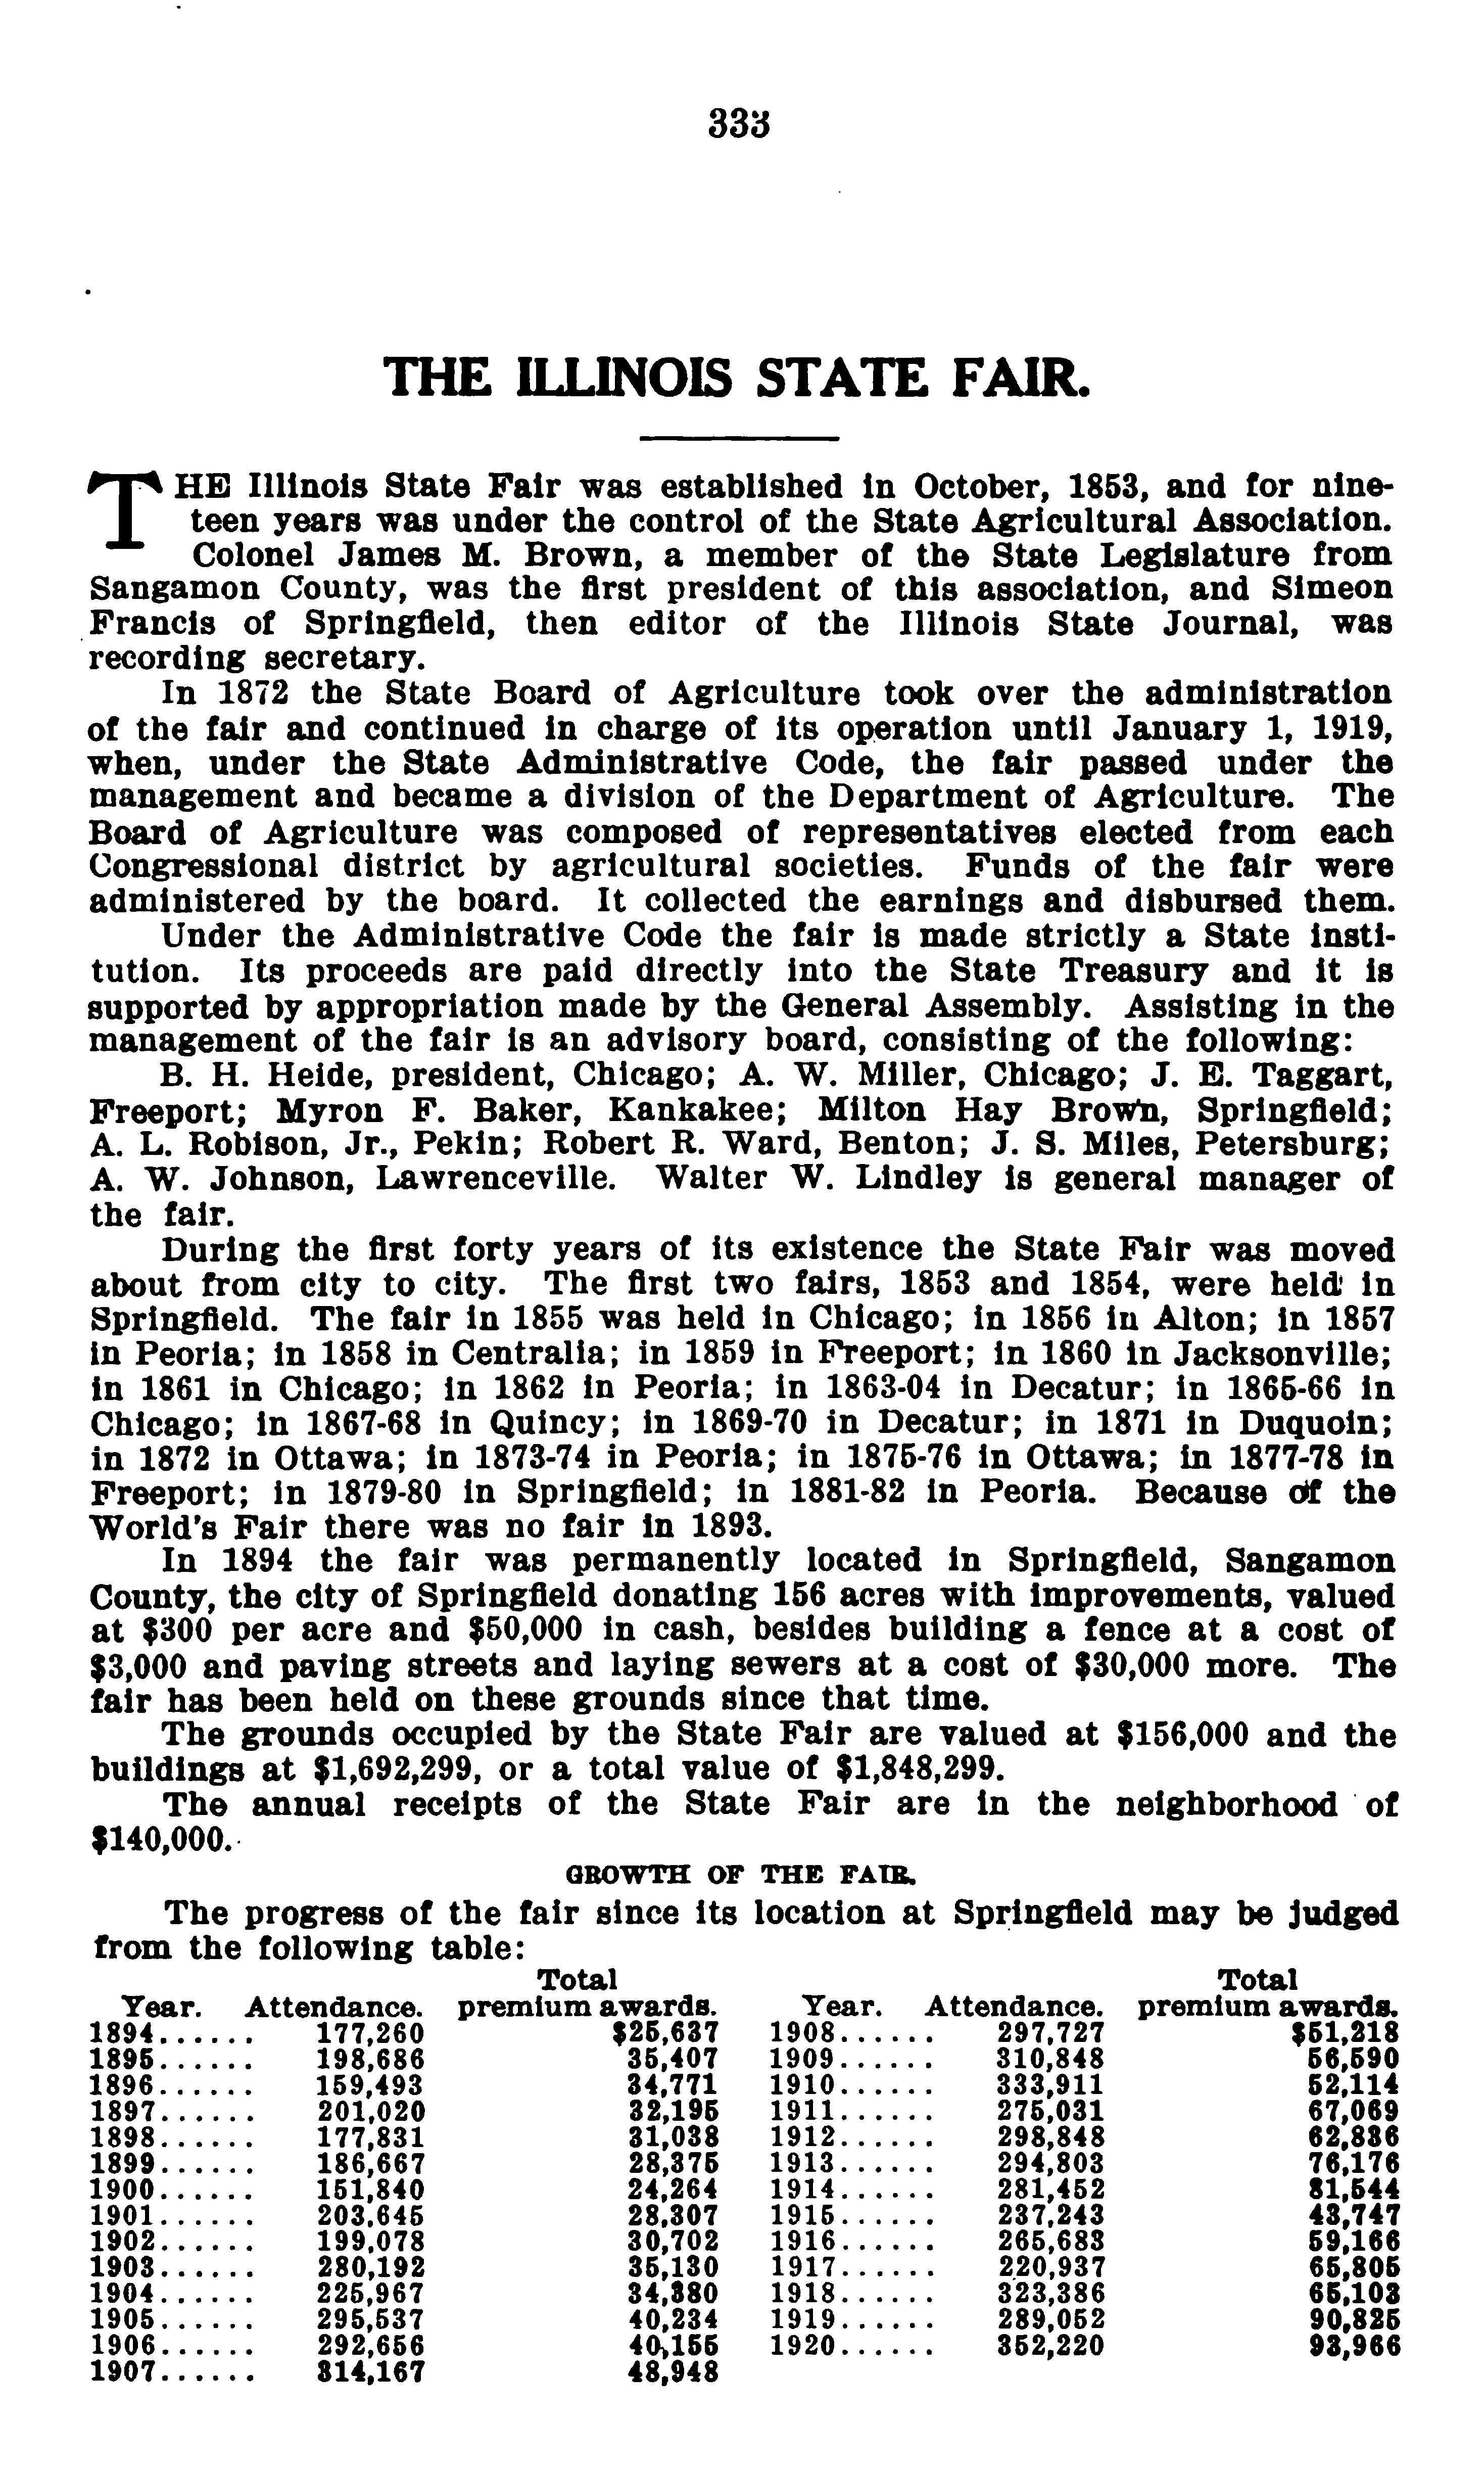 333
THE ILLINOIS STATE FAIR.
THE Illinois State Fair was established in October, 1853, and for nine-
teen years was under the control of the State Agricultural Association.
Colonel James M. Brown, a member of the State Legislature from
Sangamon County, was the first president of this association, and Simeon
Francis of Springfield, then editor of the Illinois State Journal, was
recording secretary.
In 1872 the State Board of Agriculture took over the administration
of the fair and continued in charge of its operation until January 1, 1919,
when, under the State Administrative Code, the fair passed under the
management and became a division of the Department of Agriculture. The
Board of Agriculture was composed of representatives elected from each
Congressional district by agricultural societies. Funds of the fair were
administered by the board. It collected the earnings and disbursed them.
Under the Administrative Code the fair is made strictly a State insti-
tution. Its proceeds are paid directly into the State Treasury and it is
supported by appropriation made by the General Assembly. Assisting in the
management of the fair is an advisory board, consisting of the following:
B. H. Heide, president, Chicago; A. W. Miller, Chicago; J. E. Taggart,
Freeport; Myron F. Baker, Kankakee; Milton Hay Brown, Springfield;
A. L. Robison, Jr., Pekin; Robert R. Ward, Benton; J. S. Miles, Petersburg;
A. W. Johnson, Lawrenceville. Walter W. Lindley is general manager of
the fair.
During the first forty years of its existence the State Fair was moved
about from city to city. The first two fairs, 1853 and 1854, were held in
Springfield. The fair in 1855 was held in Chicago; in 1856 in Alton; in 1857
in Peoria; in 1858 in Centralia; in 1859 in Freeport; in 1860 in Jacksonville;
in 1861 in Chicago; in 1862 in Peoria; in 1863-04 in Decatur; in 1865-66 in
Chicago; in 1867-68 in Quincy; in 1869-70 in Decatur; in 1871 in Duquoin;
in 1872 in Ottawa; in 1873-74 in Peoria; in 1875-76 in Ottawa; in 1877-78 in
Freeport; in 1879-80 in Springfield; in 1881-82 in Peoria. Because of the
World's Fair there was no fair in 1893.
In 1894 the fair was permanently located in Springfield, Sangamon
County, the city of Springfield donating 156 acres with improvements, valued
at $300 per acre and $50,000 in cash, besides building a fence at a cost of
$3,000 and paving streets and laying sewers at a cost of $30,000 more. The
fair has been held on these grounds since that time.
The grounds occupied by the State Fair are valued at $156,000 and the
buildings at $1,692,299, or a total value of $1,848,299.
The annual receipts of the State Fair are in the neighborhood of
$140,000.
GROWTH OF THE FAIR.
The progress of the fair since its location at Springfield may be judged
from the following table:
Total Total
Year. Attendance. premium awards. Year. Attendance. premium awards.
1894...... 177,260 $25,637 1908...... 297,727 $51,218
1895...... 198,686 35,407 1909...... 310,848 56,590
1896...... 159,493 34,771 1910...... 333,911 52,114
1897...... 201,020 32,195 1911...... 275,031 67,069
1898...... 177,831 31,038 1912...... 298,848 62,836
1899...... 186,667 28,375 1913...... 294,803 76,176
1900...... 151,840 24,264 1914...... 281,452 81,544
1901...... 203,645 28,307 1915...... 237,243 43,747
1902...... 199,078 30,702 1916...... 265,683 59,166
1903...... 280,192 35,130 1917...... 220,937 65,805
1904...... 225,967 34,380 1918...... 323,386 65,103
1905...... 295,537 40,234 1919...... 289,052 90,825
1906...... 292,656 40,155 1920...... 352,220 93,966
1907...... 314,167 48,948